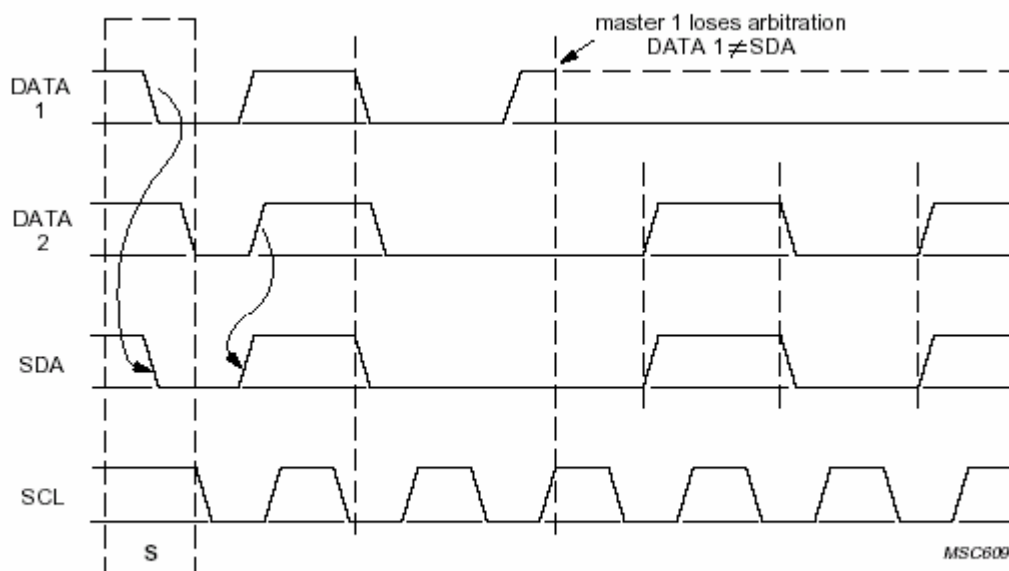 master 1 loses arbitration
DATA 1≠SDA
DATA
1
DATA
2
SDA
SCL
S
MSC609